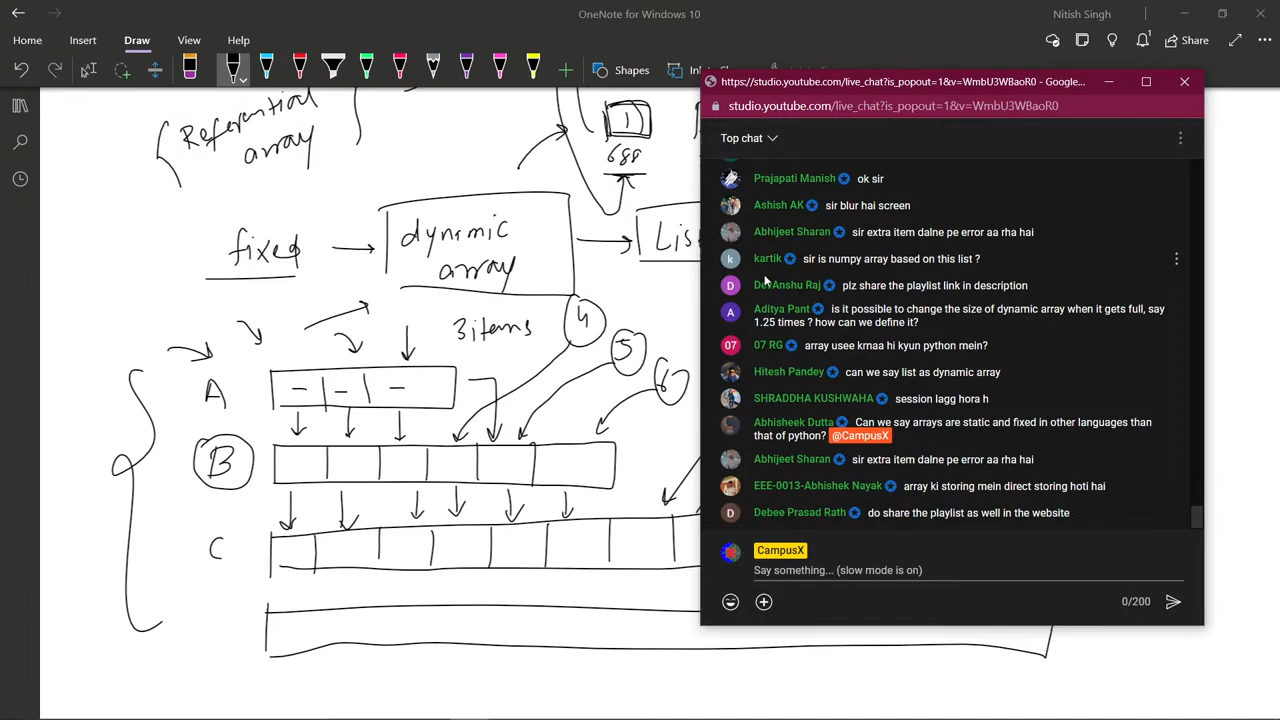 OneNote for Windows 10
Nitish Singh
Home Insert Draw View Help
Share
Shapes
https://studio.youtube.com/live_chat?is_popout=1&v=WmbU3WBaoR0 - Google...
studio.youtube.com/live_chat?is_popout=1&v=WmbU3WBaoR0
Top chat
Prajapati Manish ok sir
Ashish AK sir blur hai screen
Abhijeet Sharan sir extra item dalne pe error aa rha hai
kartik sir is numpy array based on this list ?
Raj plz share the playlist link in description
Aditya Pant is it possible to change the size of dynamic array when it gets full, say
1.25 times ? how can we define it?
07 RG array usee krnaa hi kyun python mein?
Hitesh Pandey can we say list as dynamic array
SHRADDHA KUSHWAHA session lagg hora h
Abhisheek Dutta Can we say arrays are static and fixed in other languages than
that of python? @CampusX
Abhijeet Sharan sir extra item dalne pe error aa rha hai
EEE-0013-Abhishek Nayak array ki storing mein direct storing hoti hai
Debee Prasad Rath do share the playlist as well in the website
CampusX
Say something... (slow mode is on)
0/200
Referential
array
1
688
fixed
dynamic
array
3 items
4
5
6
A
B
C